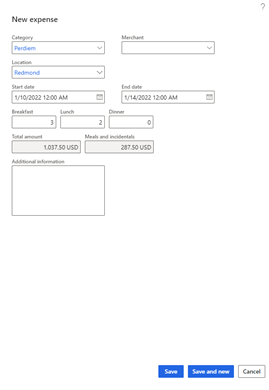 ?
New expense
Category Merchant
Perdiem
Location
Redmond
Start date End date
1/10/2022 12:00 AM 1/14/2022 12:00 AM
Breakfast Lunch Dinner
3 2 0
Total amount Meals and incidentals
1,037.50 USD 287.50 USD
Additional information
Save Save and new Cancel